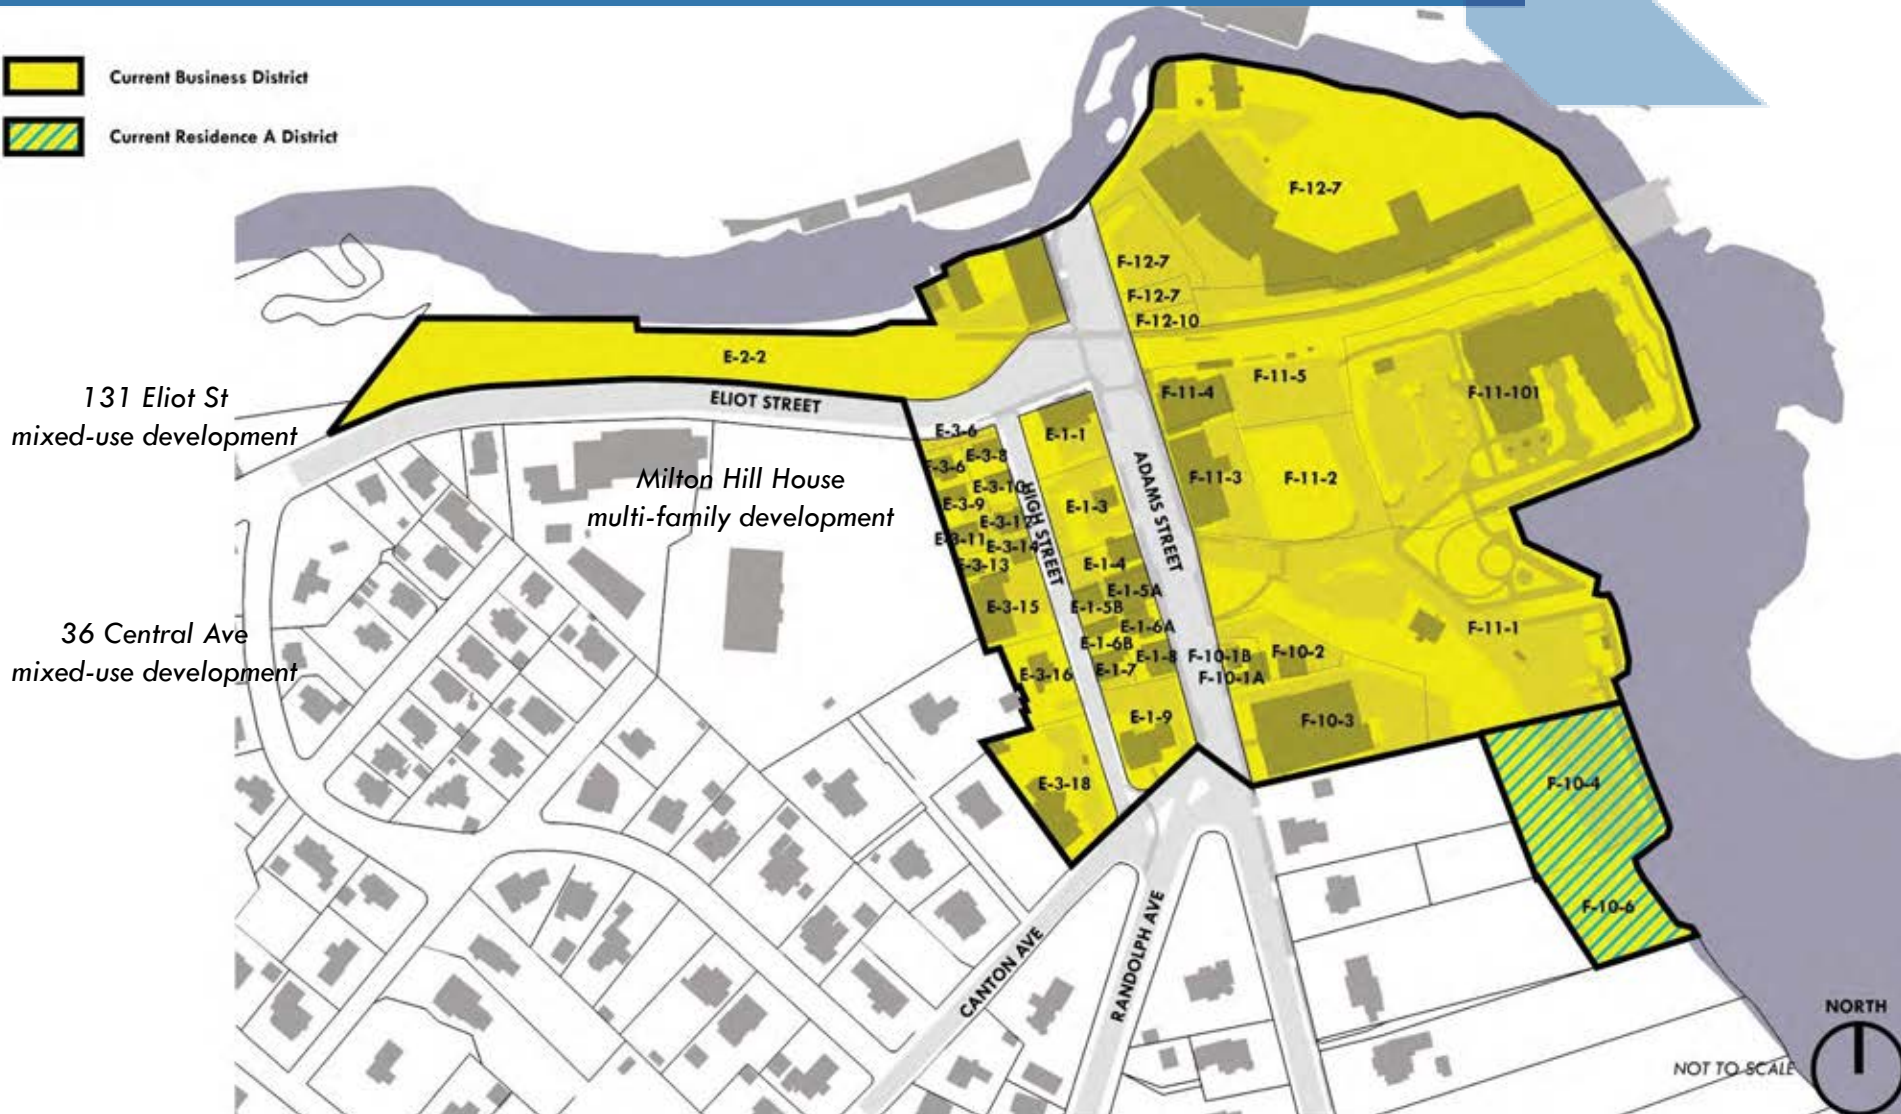 Current Business District
Current Residence A District
F-12-7
F-12-7
F-12-7
F-12-10
E-2-2
131 Eliot St
mixed-use development
ELIOT STREET
F-11-4
F-11-5
F-11-101
E-3-6
E-1-1
E-3-6
E-3-8
Milton Hill House
multi-family development
E-3-10
HIGH STREET
ADAMS STREET
F-11-3
F-11-2
E-3-9
E-1-3
E-3-11
E-3-14
E-3-13
E-1-4
E-1-5A
E-3-15
E-1-5B
36 Central Ave
mixed-use development
E-1-6A
E-1-6B
F-11-1
E-1-8
F-10-1B
F-10-2
E-3-16
E-1-7
F-10-1A
E-1-9
F-10-3
E-3-18
F-10-4
F-10-6
CANTON AVE
RANDOLPH AVE
NORTH
NOT TO SCALE